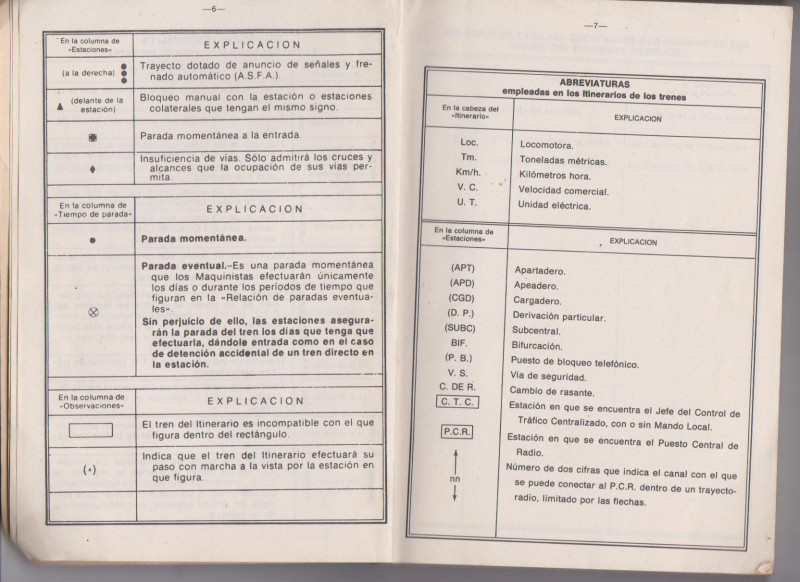 —6—
En la columna de
«Estaciones»
EXPLICACION
(a la derecha)
Trayecto dotado de anuncio de señales y fre-
nado automático (A.S.F.A.).
(delante de la
estación)
Bloqueo manual con la estación o estaciones
colaterales que tengan el mismo signo.
Parada momentánea a la entrada.
Insuficiencia de vías. Sólo admitirá los cruces y
alcances que la ocupación de sus vías per-
mita.
En la columna de
«Tiempo de parada»
EXPLICACION
Parada momentánea.
Parada eventual.–Es una parada momentánea
que los Maquinistas efectuarán únicamente
los días o durante los períodos de tiempo que
figuran en la «Relación de paradas eventua-
les».
Sin perjuicio de ello, las estaciones asegura-
rán la parada del tren los días que tenga que
efectuarla, dándole entrada como en el caso
de detención accidental de un tren directo en
la estación.
En la columna de
«Observaciones»
EXPLICACION
El tren del Itinerario es incompatible con el que
figura dentro del rectángulo.
(•)
Indica que el tren del Itinerario efectuará su
paso con marcha a la vista por la estación en
que figura.
—7—
ABREVIATURAS
empleadas en los Itinerarios de los trenes
En la cabeza del
«Itinerario»
EXPLICACION
Loc. Locomotora.
Tm. Toneladas métricas.
Km/h. Kilómetros hora.
V. C. Velocidad comercial.
U. T. Unidad eléctrica.
En la columna de
«Estaciones»
EXPLICACION
(APT) Apartadero.
(APD) Apeadero.
(CGD) Cargadero.
(D. P.) Derivación particular.
(SUBC) Subcentral.
BIF. Bifurcación.
(P. B.) Puesto de bloqueo telefónico.
V. S. Vía de seguridad.
C. DE R. Cambio de rasante.
C. T. C. Estación en que se encuentra el Jefe del Control de
Tráfico Centralizado, con o sin Mando Local.
P.C.R. Estación en que se encuentra el Puesto Central de
Radio.
nn Número de dos cifras que indica el canal con el que
se puede conectar al P.C.R. dentro de un trayecto-
radio, limitado por las flechas.